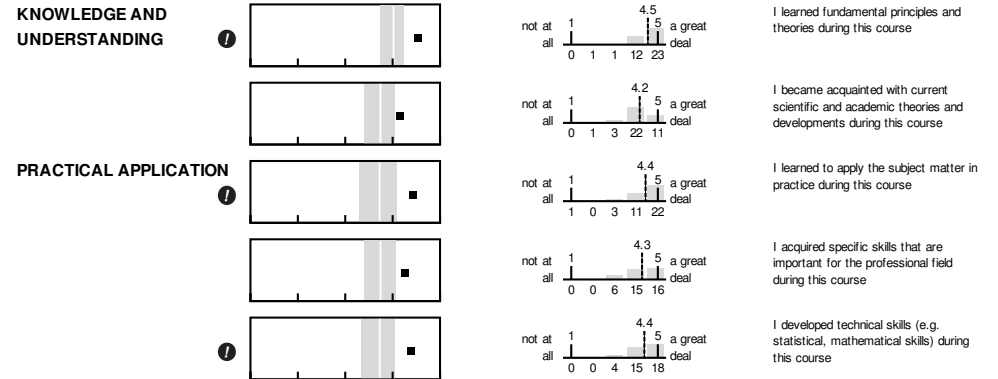 KNOWLEDGE AND
UNDERSTANDING
!
4.5
not at 1 5 a great
all deal
0 1 1 12 23
I learned fundamental principles and
theories during this course
4.2
not at 1 5 a great
all deal
0 1 3 22 11
I became acquainted with current
scientific and academic theories and
developments during this course
PRACTICAL APPLICATION
!
4.4
not at 1 5 a great
all deal
1 0 3 11 22
I learned to apply the subject matter in
practice during this course
4.3
not at 1 5 a great
all deal
0 0 6 15 16
I acquired specific skills that are
important for the professional field
during this course
!
4.4
not at 1 5 a great
all deal
0 0 4 15 18
I developed technical skills (e.g.
statistical, mathematical skills) during
this course